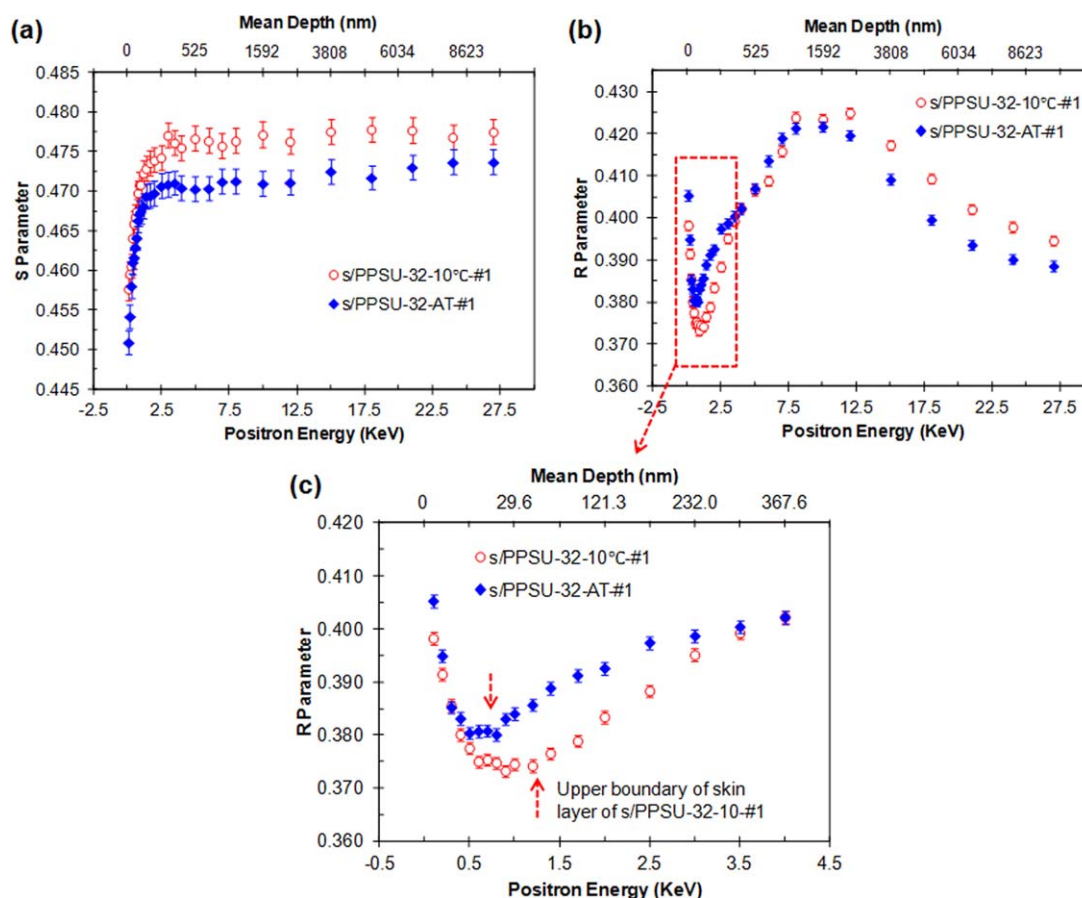 (a)
Mean Depth (nm)
0 525 1592 3808 6034 8623
0.485
0.480
0.475
0.470
0.465
0.460
0.455
0.450
0.445
S Parameter
s/PPSU-32-10℃-#1
s/PPSU-32-AT-#1
-2.5 0 2.5 7.5 12.5 17.5 22.5 27.5
Positron Energy (KeV)
(b)
Mean Depth (nm)
0 525 1592 3808 6034 8623
0.430
0.420
0.410
0.400
0.390
0.380
0.370
0.360
R Parameter
s/PPSU-32-10℃-#1
s/PPSU-32-AT-#1
-2.5 0 2.5 7.5 12.5 17.5 22.5 27.5
Positron Energy (KeV)
(c)
Mean Depth (nm)
0 29.6 121.3 232.0 367.6
0.420
0.410
0.400
0.390
0.380
0.370
0.360
R Parameter
s/PPSU-32-10℃-#1
s/PPSU-32-AT-#1
Upper boundary of skin
layer of s/PPSU-32-10-#1
-0.5 0.5 1.5 2.5 3.5 4.5
Positron Energy (KeV)